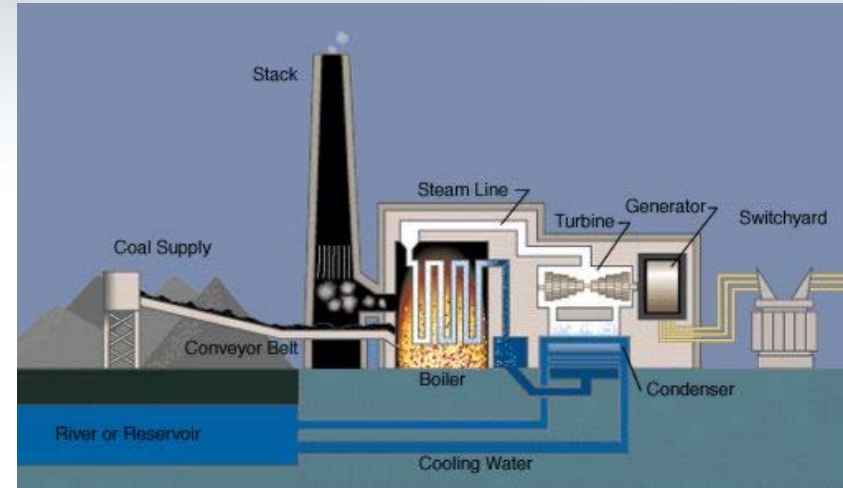 Stack
Steam Line
Generator
Turbine
Switchyard
Coal Supply
Conveyor Belt
Boiler
Condenser
River or Reservoir
Cooling Water